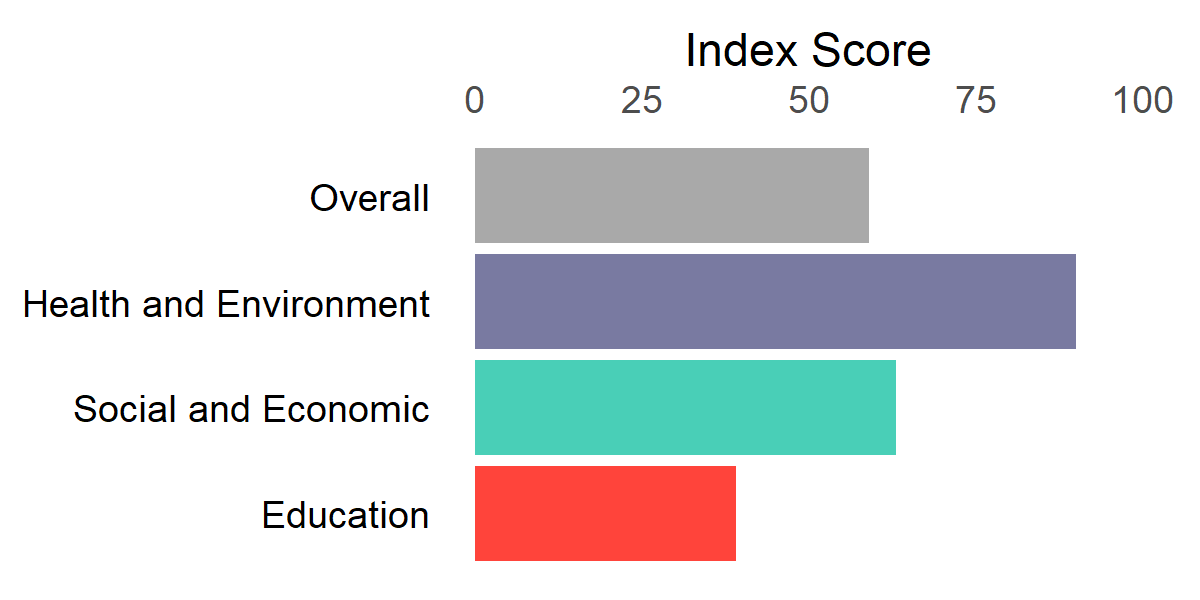 Index Score
0 25 50 75 100
Overall
Health and Environment
Social and Economic
Education